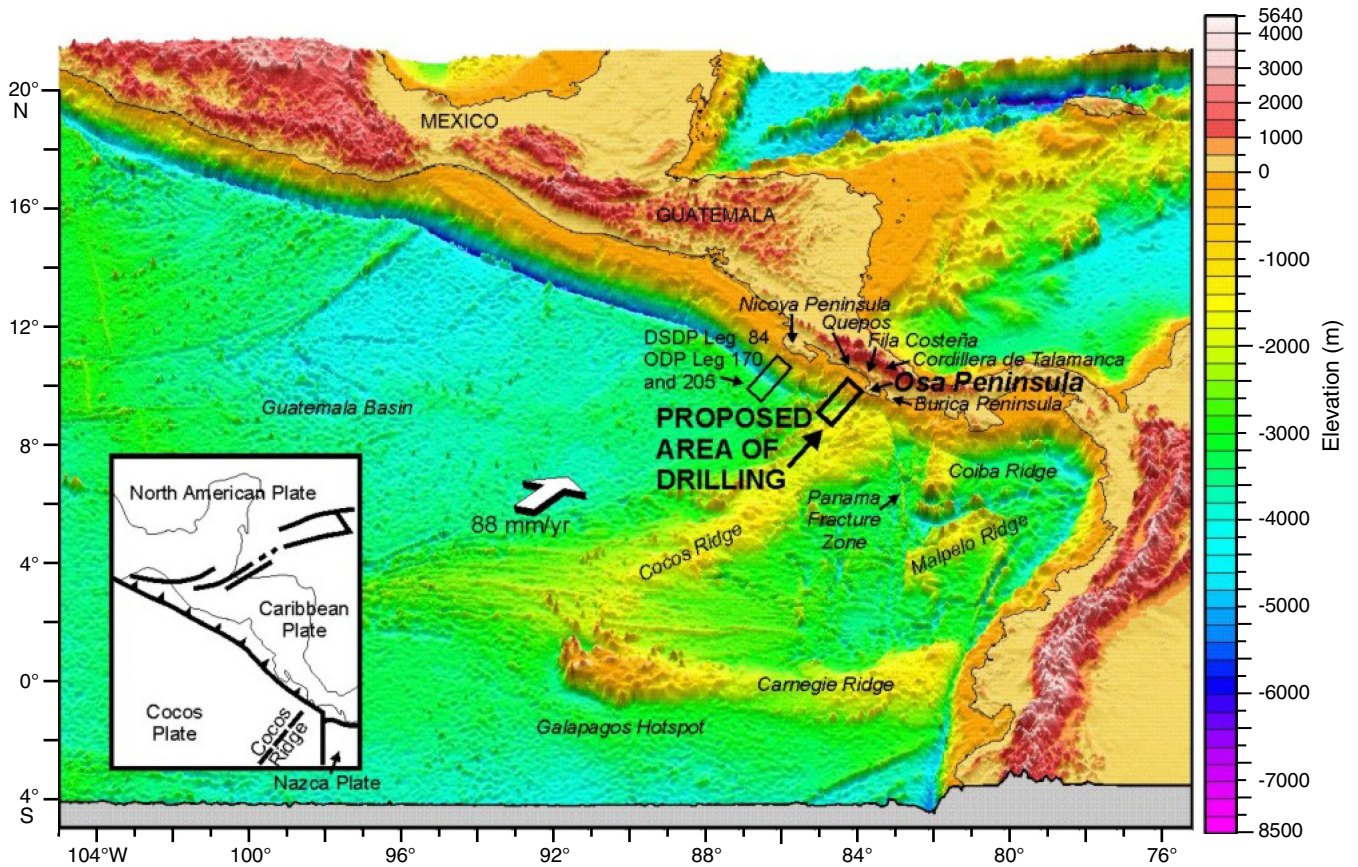 20°
N
16°
12°
8°
4°
0°
4°
S
104°W
100°
96°
92°
88°
84°
80°
76°
MEXICO
GUATEMALA
Nicoya Peninsula
Quepos
Fila Costeña
Cordillera de Talamanca
Osa Peninsula
Burica Peninsula
DSDP Leg 84
ODP Leg 170
and 205
PROPOSED
AREA OF
DRILLING
Guatemala Basin
88 mm/yr
Cocos Ridge
Panama
Fracture
Zone
Coiba Ridge
Malpelo Ridge
Carnegie Ridge
Galapagos Hotspot
North American Plate
Caribbean
Plate
Cocos
Plate
Cocos
Ridge
Nazca Plate
5640
4000
3000
2000
1000
0
-1000
-2000
-3000
-4000
-5000
-6000
-7000
8500
Elevation (m)